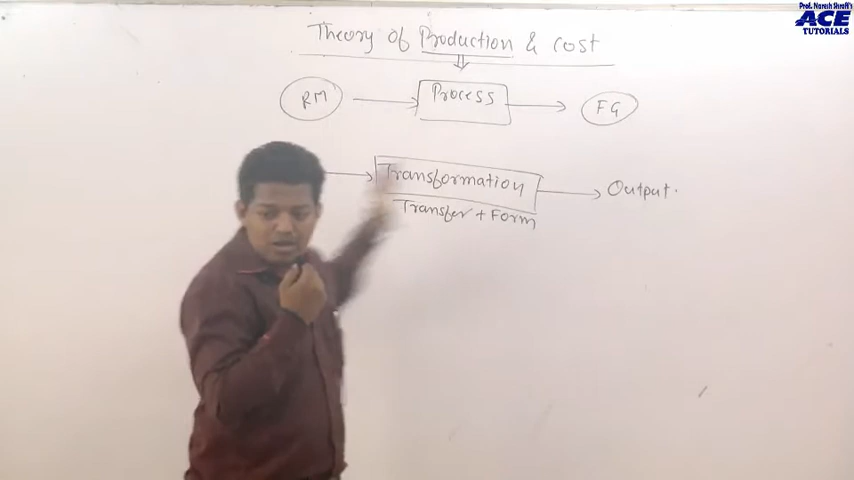 Prof. Naresh Shroff's
ACE
TUTORIALS
Theory of Production & cost
RM Process FG
Transformation Output.
Transfer + Form